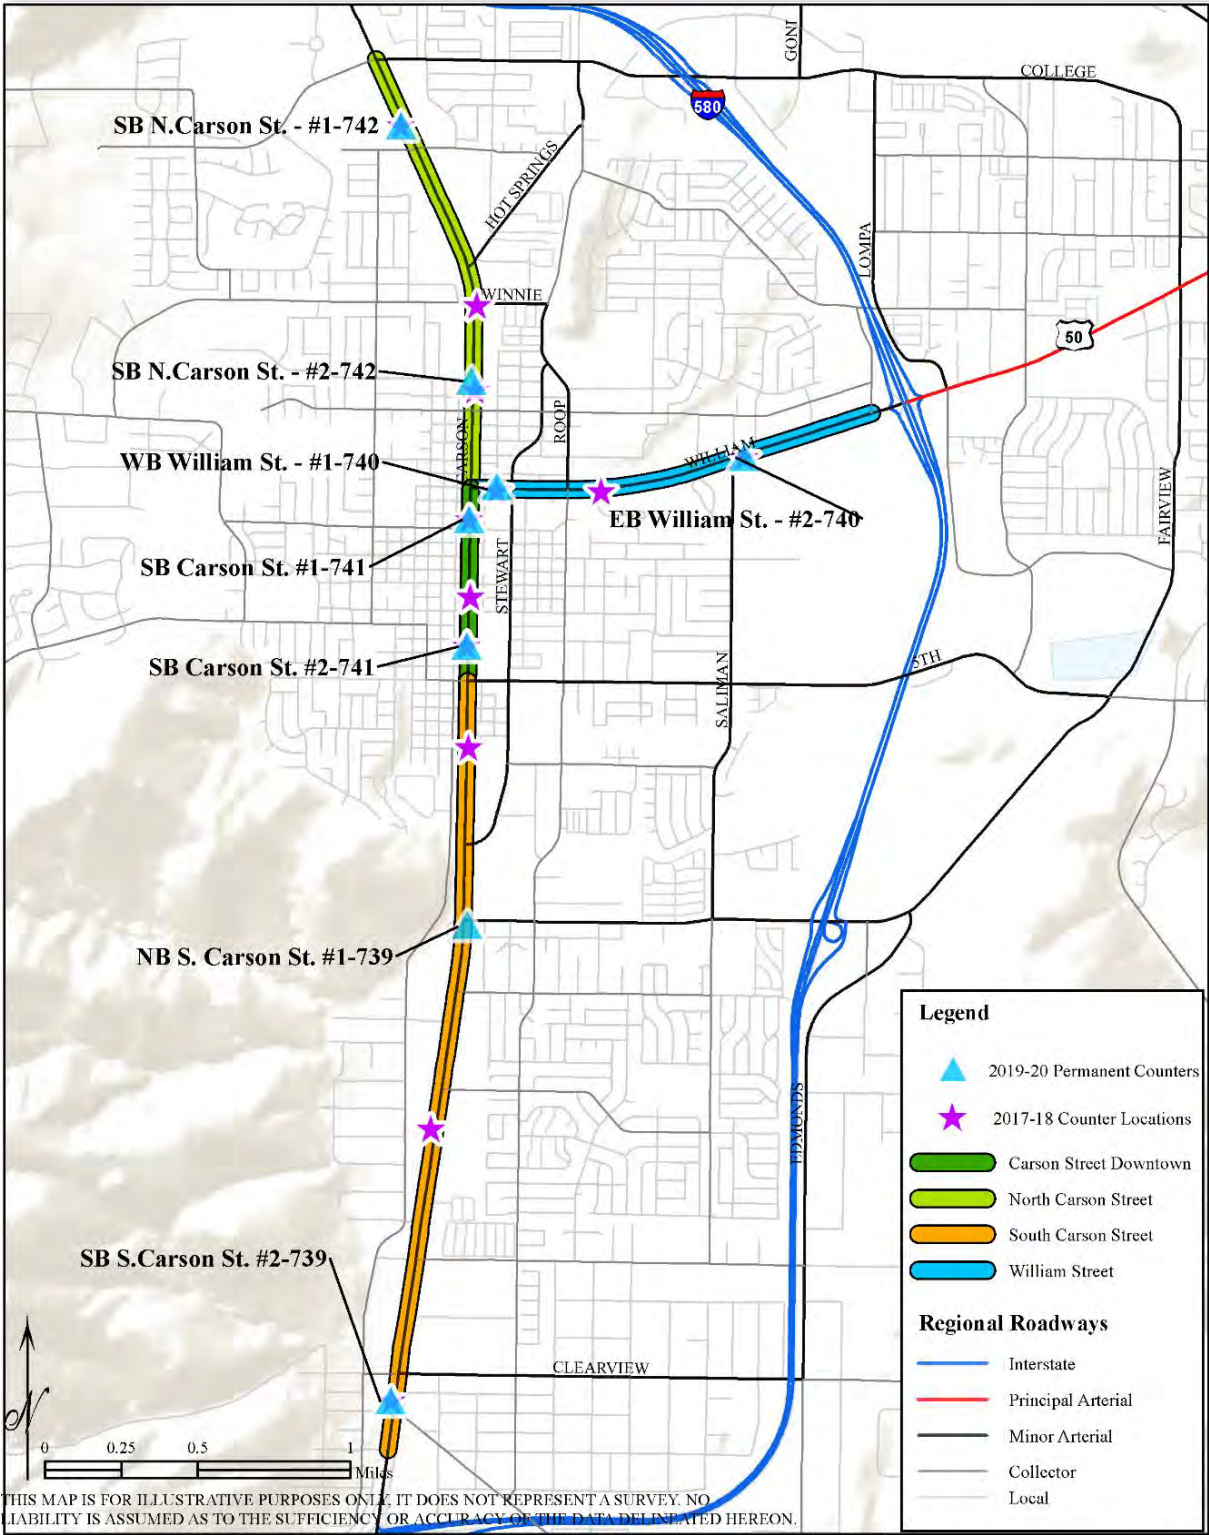 GONI
COLLEGE
580
SB N.Carson St. - #1-742
HOT SPRINGS
LOMPA
WINNIE
50
SB N.Carson St. - #2-742
ROOP
CARSON
WILLIAM
WB William St. - #1-740
FAIRVIEW
EB William St. - #2-740
SB Carson St. #1-741
STEWART
SB Carson St. #2-741
5TH
SALIMAN
NB S. Carson St. #1-739
EDMONDS
SB S.Carson St. #2-739
CLEARVIEW
Legend
2019-20 Permanent Counters
2017-18 Counter Locations
Carson Street Downtown
North Carson Street
South Carson Street
William Street
Regional Roadways
Interstate
Principal Arterial
Minor Arterial
Collector
Local
N
0 0.25 0.5 1
Miles
THIS MAP IS FOR ILLUSTRATIVE PURPOSES ONLY, IT DOES NOT REPRESENT A SURVEY. NO
LIABILITY IS ASSUMED AS TO THE SUFFICIENCY OR ACCURACY OF THE DATA DELINEATED HEREON.